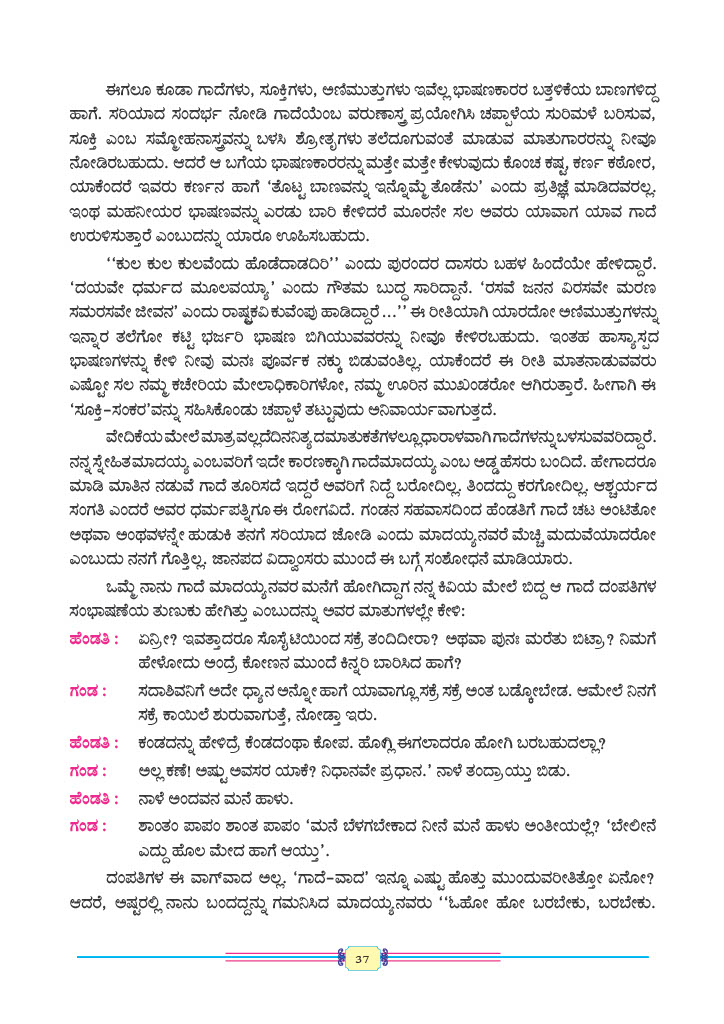 ಈಗಲೂ ಕೂಡಾ ಗಾದೆಗಳು, ಸೂಕ್ತಿಗಳು, ಅಣಿಮುತ್ತುಗಳು ಇವೆಲ್ಲ ಭಾಷಣಕಾರರ ಬತ್ತಳಿಕೆಯ ಬಾಣಗಳಿದ್ದ
ಹಾಗೆ. ಸರಿಯಾದ ಸಂದರ್ಭ ನೋಡಿ ಗಾದೆಯೆಂಬ ವರುಣಾಸ್ತ್ರ ಪ್ರಯೋಗಿಸಿ ಚಪ್ಪಾಳೆಯ ಸುರಿಮಳೆ ಬರಿಸುವ,
ಸೂಕ್ತಿ ಎಂಬ ಸಮ್ಮೋಹನಾಸ್ತ್ರವನ್ನು ಬಳಸಿ ಶ್ರೋತೃಗಳು ತಲೆದೂಗುವಂತೆ ಮಾಡುವ ಮಾತುಗಾರರನ್ನು ನೀವೂ
ನೋಡಿರಬಹುದು. ಆದರೆ ಆ ಬಗೆಯ ಭಾಷಣಕಾರರನ್ನು ಮತ್ತೇ ಮತ್ತೇ ಕೇಳುವುದು ಕೊಂಚ ಕಷ್ಟ, ಕರ್ಣ ಕಠೋರ,
ಯಾಕೆಂದರೆ ಇವರು ಕರ್ಣನ ಹಾಗೆ ‘ತೊಟ್ಟ ಬಾಣವನ್ನು ಇನ್ನೊಮ್ಮೆ ತೊಡೆನು’ ಎಂದು ಪ್ರತಿಜ್ಞೆ ಮಾಡಿದವರಲ್ಲ.
ಇಂಥ ಮಹನೀಯರ ಭಾಷಣವನ್ನು ಎರಡು ಬಾರಿ ಕೇಳಿದರೆ ಮೂರನೇ ಸಲ ಅವರು ಯಾವಾಗ ಯಾವ ಗಾದೆ
ಉರುಳಿಸುತ್ತಾರೆ ಎಂಬುದನ್ನು ಯಾರೂ ಊಹಿಸಬಹುದು.
‘‘ಕುಲ ಕುಲ ಕುಲವೆಂದು ಹೊಡೆದಾಡದಿರಿ’’ ಎಂದು ಪುರಂದರ ದಾಸರು ಬಹಳ ಹಿಂದೆಯೇ ಹೇಳಿದ್ದಾರೆ.
‘ದಯವೇ ಧರ್ಮದ ಮೂಲವಯ್ಯಾ’ ಎಂದು ಗೌತಮ ಬುದ್ಧ ಸಾರಿದ್ದಾನೆ. ‘ರಸವೆ ಜನನ ವಿರಸವೇ ಮರಣ
ಸಮರಸವೇ ಜೀವನ’ ಎಂದು ರಾಷ್ಟ್ರಕವಿ ಕುವೆಂಪು ಹಾಡಿದ್ದಾರೆ ...’’ ಈ ರೀತಿಯಾಗಿ ಯಾರದೋ ಅಣಿಮುತ್ತುಗಳನ್ನು
ಇನ್ನಾರ ತಲೆಗೋ ಕಟ್ಟಿ ಭರ್ಜರಿ ಭಾಷಣ ಬಿಗಿಯುವವರನ್ನು ನೀವೂ ಕೇಳಿರಬಹುದು. ಇಂತಹ ಹಾಸ್ಯಾಸ್ಪದ
ಭಾಷಣಗಳನ್ನು ಕೇಳಿ ನೀವು ಮನಃ ಪೂರ್ವಕ ನಕ್ಕು ಬಿಡುವಂತಿಲ್ಲ. ಯಾಕೆಂದರೆ ಈ ರೀತಿ ಮಾತನಾಡುವವರು
ಎಷ್ಟೋ ಸಲ ನಮ್ಮ ಕಚೇರಿಯ ಮೇಲಾಧಿಕಾರಿಗಳೋ, ನಮ್ಮ ಊರಿನ ಮುಖಂಡರೋ ಆಗಿರುತ್ತಾರೆ. ಹೀಗಾಗಿ ಈ
‘ಸೂಕ್ತಿ-ಸಂಕರ’ವನ್ನು ಸಹಿಸಿಕೊಂಡು ಚಪ್ಪಾಳೆ ತಟ್ಟುವುದು ಅನಿವಾರ್ಯವಾಗುತ್ತದೆ.
ವೇದಿಕೆಯ ಮೇಲೆ ಮಾತ್ರವಲ್ಲದೆ ದಿನನಿತ್ಯದ ಮಾತುಕತೆಗಳಲ್ಲೂ ಧಾರಾಳವಾಗಿ ಗಾದೆಗಳನ್ನು ಬಳಸುವವರಿದ್ದಾರೆ.
ನನ್ನ ಸ್ನೇಹಿತ ಮಾದಯ್ಯ ಎಂಬವರಿಗೆ ಇದೇ ಕಾರಣಕ್ಕಾಗಿ ಗಾದೆಮಾದಯ್ಯ ಎಂಬ ಅಡ್ಡ ಹೆಸರು ಬಂದಿದೆ. ಹೇಗಾದರೂ
ಮಾಡಿ ಮಾತಿನ ನಡುವೆ ಗಾದೆ ತೂರಿಸದೆ ಇದ್ದರೆ ಅವರಿಗೆ ನಿದ್ದೆ ಬರೋದಿಲ್ಲ. ತಿಂದದ್ದು ಕರಗೋದಿಲ್ಲ. ಆಶ್ಚರ್ಯದ
ಸಂಗತಿ ಎಂದರೆ ಅವರ ಧರ್ಮಪತ್ನಿಗೂ ಈ ರೋಗವಿದೆ. ಗಂಡನ ಸಹವಾಸದಿಂದ ಹೆಂಡತಿಗೆ ಗಾದೆ ಚಟ ಅಂಟಿತೋ
ಅಥವಾ ಅಂಥವಳನ್ನೇ ಹುಡುಕಿ ತನಗೆ ಸರಿಯಾದ ಜೋಡಿ ಎಂದು ಮಾದಯ್ಯನವರೆ ಮೆಚ್ಚಿ ಮದುವೆಯಾದರೋ
ಎಂಬುದು ನನಗೆ ಗೊತ್ತಿಲ್ಲ. ಜಾನಪದ ವಿದ್ವಾಂಸರು ಮುಂದೆ ಈ ಬಗ್ಗೆ ಸಂಶೋಧನೆ ಮಾಡಿಯಾರು.
ಒಮ್ಮೆ ನಾನು ಗಾದೆ ಮಾದಯ್ಯನವರ ಮನೆಗೆ ಹೋಗಿದ್ದಾಗ ನನ್ನ ಕಿವಿಯ ಮೇಲೆ ಬಿದ್ದ ಆ ಗಾದೆ ದಂಪತಿಗಳ
ಸಂಭಾಷಣೆಯ ತುಣುಕು ಹೇಗಿತ್ತು ಎಂಬುದನ್ನು ಅವರ ಮಾತುಗಳಲ್ಲೇ ಕೇಳಿ:
ಹೆಂಡತಿ : ಏನ್ರೀ? ಇವತ್ತಾದರೂ ಸೊಸೈಟಿಯಿಂದ ಸಕ್ರೆ ತಂದಿದೀರಾ? ಅಥವಾ ಪುನಃ ಮರೆತು ಬಿಟ್ರಾ? ನಿಮಗೆ
ಹೇಳೋದು ಅಂದ್ರೆ ಕೋಣನ ಮುಂದೆ ಕಿನ್ನರಿ ಬಾರಿಸಿದ ಹಾಗೆ?
ಗಂಡ : ಸದಾಶಿವನಿಗೆ ಅದೇ ಧ್ಯಾನ ಅನ್ನೋ ಹಾಗೆ ಯಾವಾಗ್ಲೂ ಸಕ್ರೆ ಸಕ್ರೆ ಅಂತ ಬಡ್ಕೋಬೇಡ. ಆಮೇಲೆ ನಿನಗೆ
ಸಕ್ರೆ ಕಾಯಿಲೆ ಶುರುವಾಗುತ್ತೆ, ನೋಡ್ತಾ ಇರು.
ಹೆಂಡತಿ : ಕಂಡದನ್ನು ಹೇಳಿದ್ರೆ ಕೆಂಡದಂಥಾ ಕೋಪ. ಹೋಗ್ಲಿ ಈಗಲಾದರೂ ಹೋಗಿ ಬರಬಹುದಲ್ಲಾ?
ಗಂಡ : ಅಲ್ಲ ಕಣೆ! ಅಷ್ಟು ಅವಸರ ಯಾಕೆ? ನಿಧಾನವೇ ಪ್ರಧಾನ.’ ನಾಳೆ ತಂದ್ರಾಯ್ತು ಬಿಡು.
ಹೆಂಡತಿ : ನಾಳೆ ಅಂದವನ ಮನೆ ಹಾಳು.
ಗಂಡ : ಶಾಂತಂ ಪಾಪಂ ಶಾಂತ ಪಾಪಂ ‘ಮನೆ ಬೆಳಗಬೇಕಾದ ನೀನೆ ಮನೆ ಹಾಳು ಅಂತೀಯಲ್ಲೆ? ‘ಬೇಲೀನೆ
ಎದ್ದು ಹೊಲ ಮೇದ ಹಾಗೆ ಆಯ್ತು’.
ದಂಪತಿಗಳ ಈ ವಾಗ್‌ವಾದ ಅಲ್ಲ. ‘ಗಾದೆ-ವಾದ’ ಇನ್ನೂ ಎಷ್ಟು ಹೊತ್ತು ಮುಂದುವರೀತಿತ್ತೋ ಏನೋ?
ಆದರೆ, ಅಷ್ಟರಲ್ಲಿ ನಾನು ಬಂದದ್ದನ್ನು ಗಮನಿಸಿದ ಮಾದಯ್ಯನವರು ‘‘ಓಹೋ ಹೋ ಬರಬೇಕು, ಬರಬೇಕು.
37